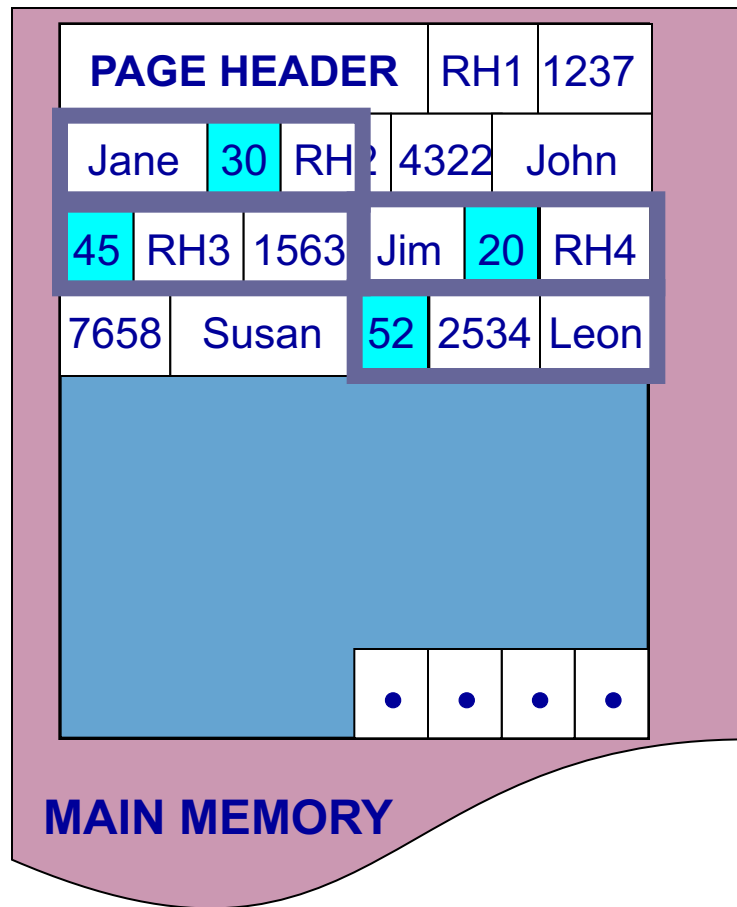 PAGE HEADER RH1 1237
Jane 30 RH2 4322 John
45 RH3 1563 Jim 20 RH4
7658 Susan 52 2534 Leon
MAIN MEMORY